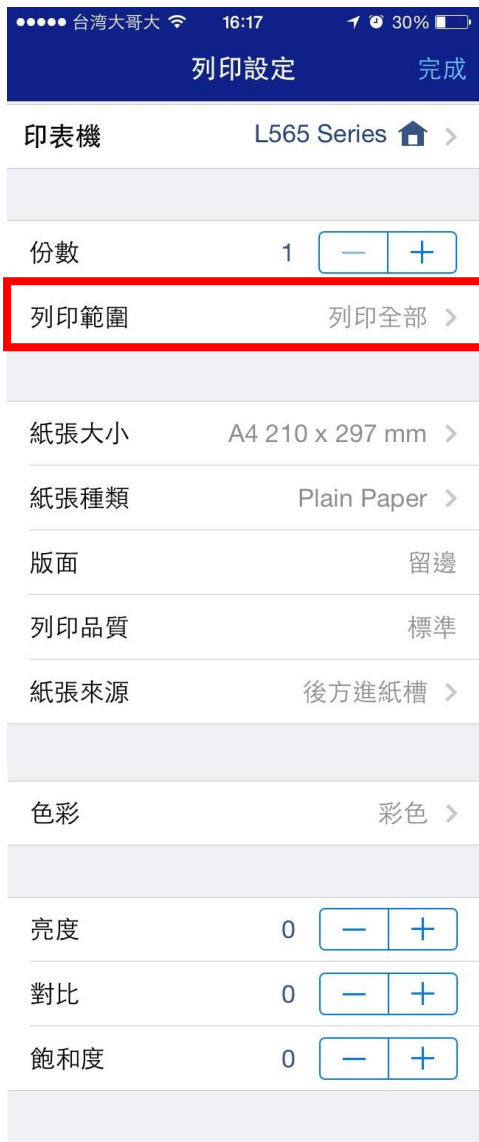 台湾大哥大 16:17 30%
列印設定 完成
印表機 L565 Series
份數 1 — +
列印範圍 列印全部
紙張大小 A4 210 x 297 mm
紙張種類 Plain Paper
版面 留邊
列印品質 標準
紙張來源 後方進紙槽
色彩 彩色
亮度 0 — +
對比 0 — +
飽和度 0 — +